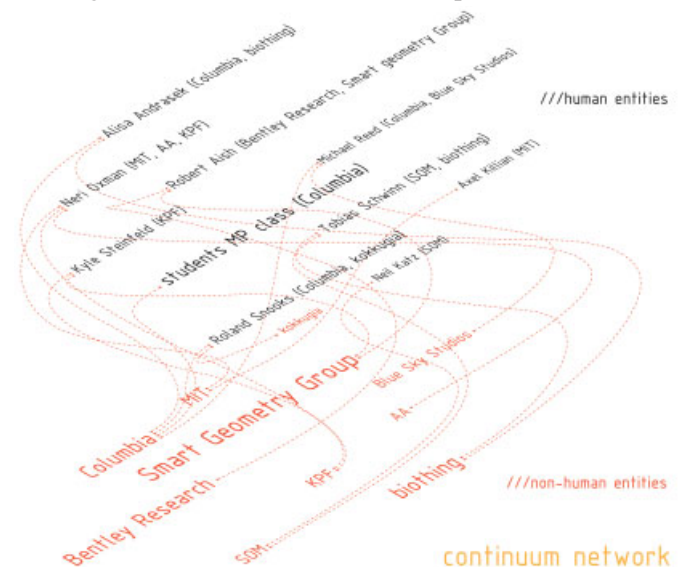 Alisa Andrasek (Columbia, biothing)
Robert Aish (Bentley Research, Smart geometry Group)
Michael Reed (Columbia, Blue Sky Studios)
///human entities
Neri Oxman (MIT, AA, KPF)
students MP class (Columbia)
Tobias Schwinn (SOM, biothing)
Axel Killian (MIT)
Kyle Steinfeld (KPF)
Roland Snooks (Columbia, kokkugia)
Neil Katz (SOM)
kokkugia
MIT
Smart Geometry Group
Blue Sky Studios
Columbia
AA
Bentley Research
KPF
biothing
///non-human entities
SOM
continuum network